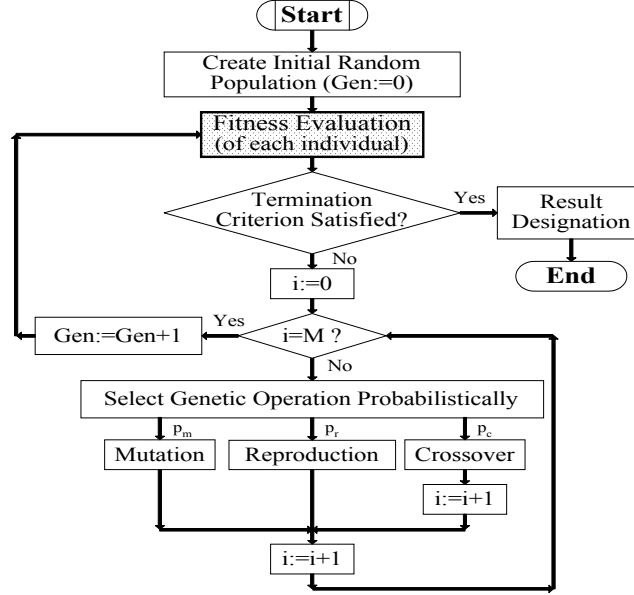 Start
Create Initial Random
Population (Gen:=0)
Fitness Evaluation
(of each individual)
Termination
Criterion Satisfied?
Yes
Result
Designation
End
No
i:=0
i=M ?
Yes
Gen:=Gen+1
No
Select Genetic Operation Probabilistically
pm
pr
pc
Mutation
Reproduction
Crossover
i:=i+1
i:=i+1